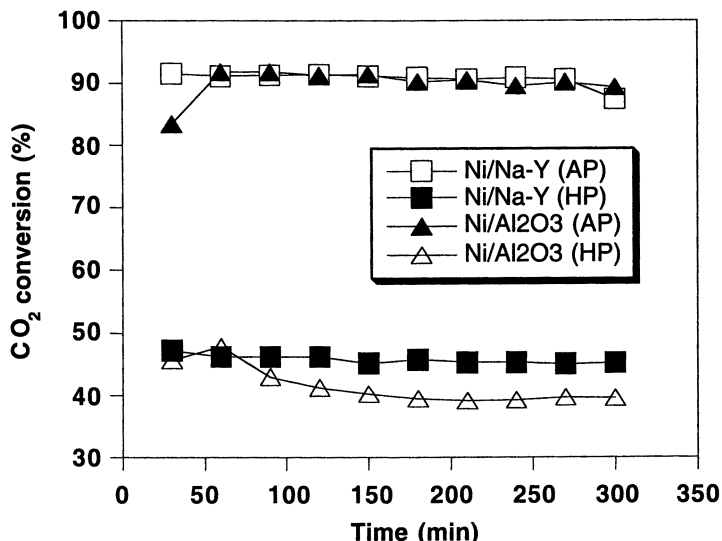 100
90
80
70
60
50
40
30
0
50
100
150
200
250
300
350
CO₂ conversion (%)
Time (min)
Ni/Na-Y (AP)
Ni/Na-Y (HP)
Ni/Al2O3 (AP)
Ni/Al2O3 (HP)